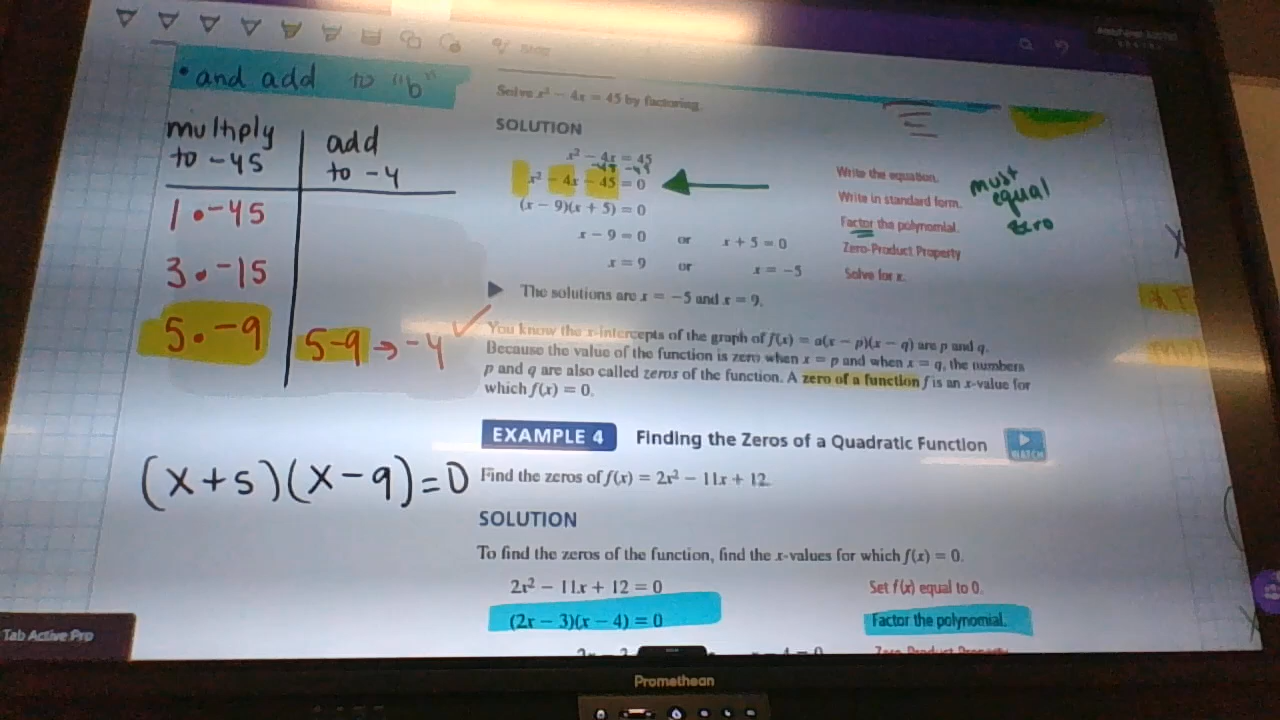 • and add to "b"
multiply to -45
add to -4
1 • -45
3 • -15
5 • -9
5-9 → -4 ✓
(x+5)(x-9)=0
Solve x² − 4x = 45 by factoring.
SOLUTION
x² − 4x = 45 Write the equation.
-45 -45
x² − 4x − 45 = 0 Write in standard form.
must equal zero
(x − 9)(x + 5) = 0 Factor the polynomial.
x − 9 = 0 or x + 5 = 0 Zero-Product Property
x = 9 or x = −5 Solve for x.
▶ The solutions are x = −5 and x = 9.
You know the x-intercepts of the graph of f(x) = a(x − p)(x − q) are p and q.
Because the value of the function is zero when x = p and when x = q, the numbers
p and q are also called zeros of the function. A zero of a function f is an x-value for
which f(x) = 0.
EXAMPLE 4 Finding the Zeros of a Quadratic Function
WATCH
Find the zeros of f(x) = 2x² − 11x + 12.
SOLUTION
To find the zeros of the function, find the x-values for which f(x) = 0.
2x² − 11x + 12 = 0 Set f(x) equal to 0.
(2x − 3)(x − 4) = 0 Factor the polynomial.
Zero-Product Property
Tab Active Pro
Promethean